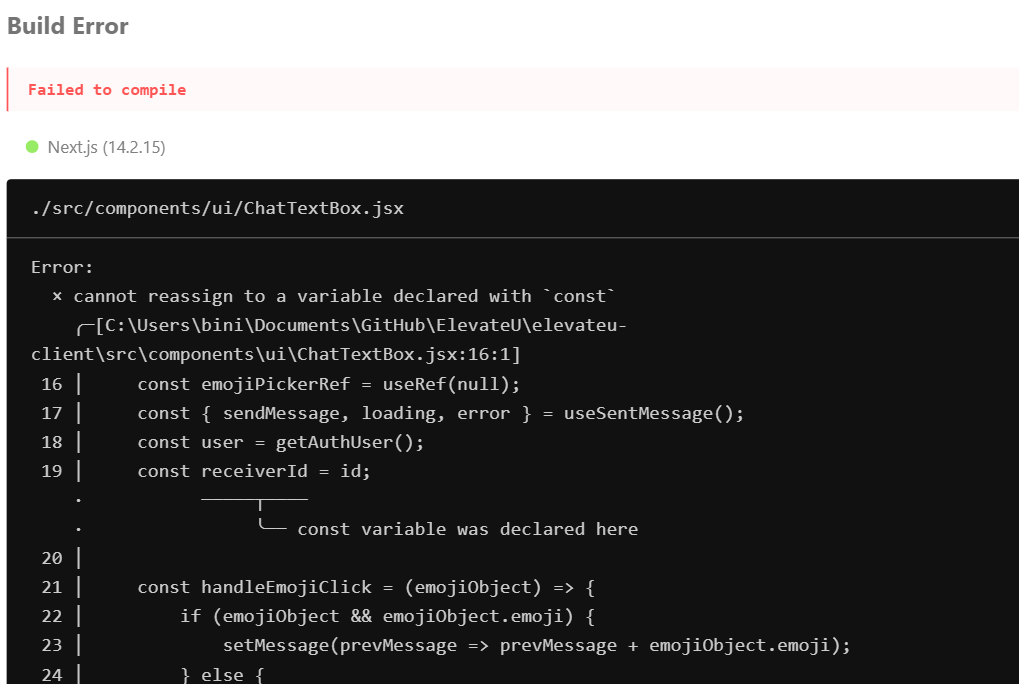 Build Error
Failed to compile
Next.js (14.2.15)
./src/components/ui/ChatTextBox.jsx
Error:
× cannot reassign to a variable declared with `const`
╭─[C:\Users\bini\Documents\GitHub\ElevateU\elevateu-
client\src\components\ui\ChatTextBox.jsx:16:1]
16 │     const emojiPickerRef = useRef(null);
17 │     const { sendMessage, loading, error } = useSentMessage();
18 │     const user = getAuthUser();
19 │     const receiverId = id;
·           ─────┬────
·                ╰── const variable was declared here
20 │
21 │     const handleEmojiClick = (emojiObject) => {
22 │         if (emojiObject && emojiObject.emoji) {
23 │             setMessage(prevMessage => prevMessage + emojiObject.emoji);
24 │         } else {